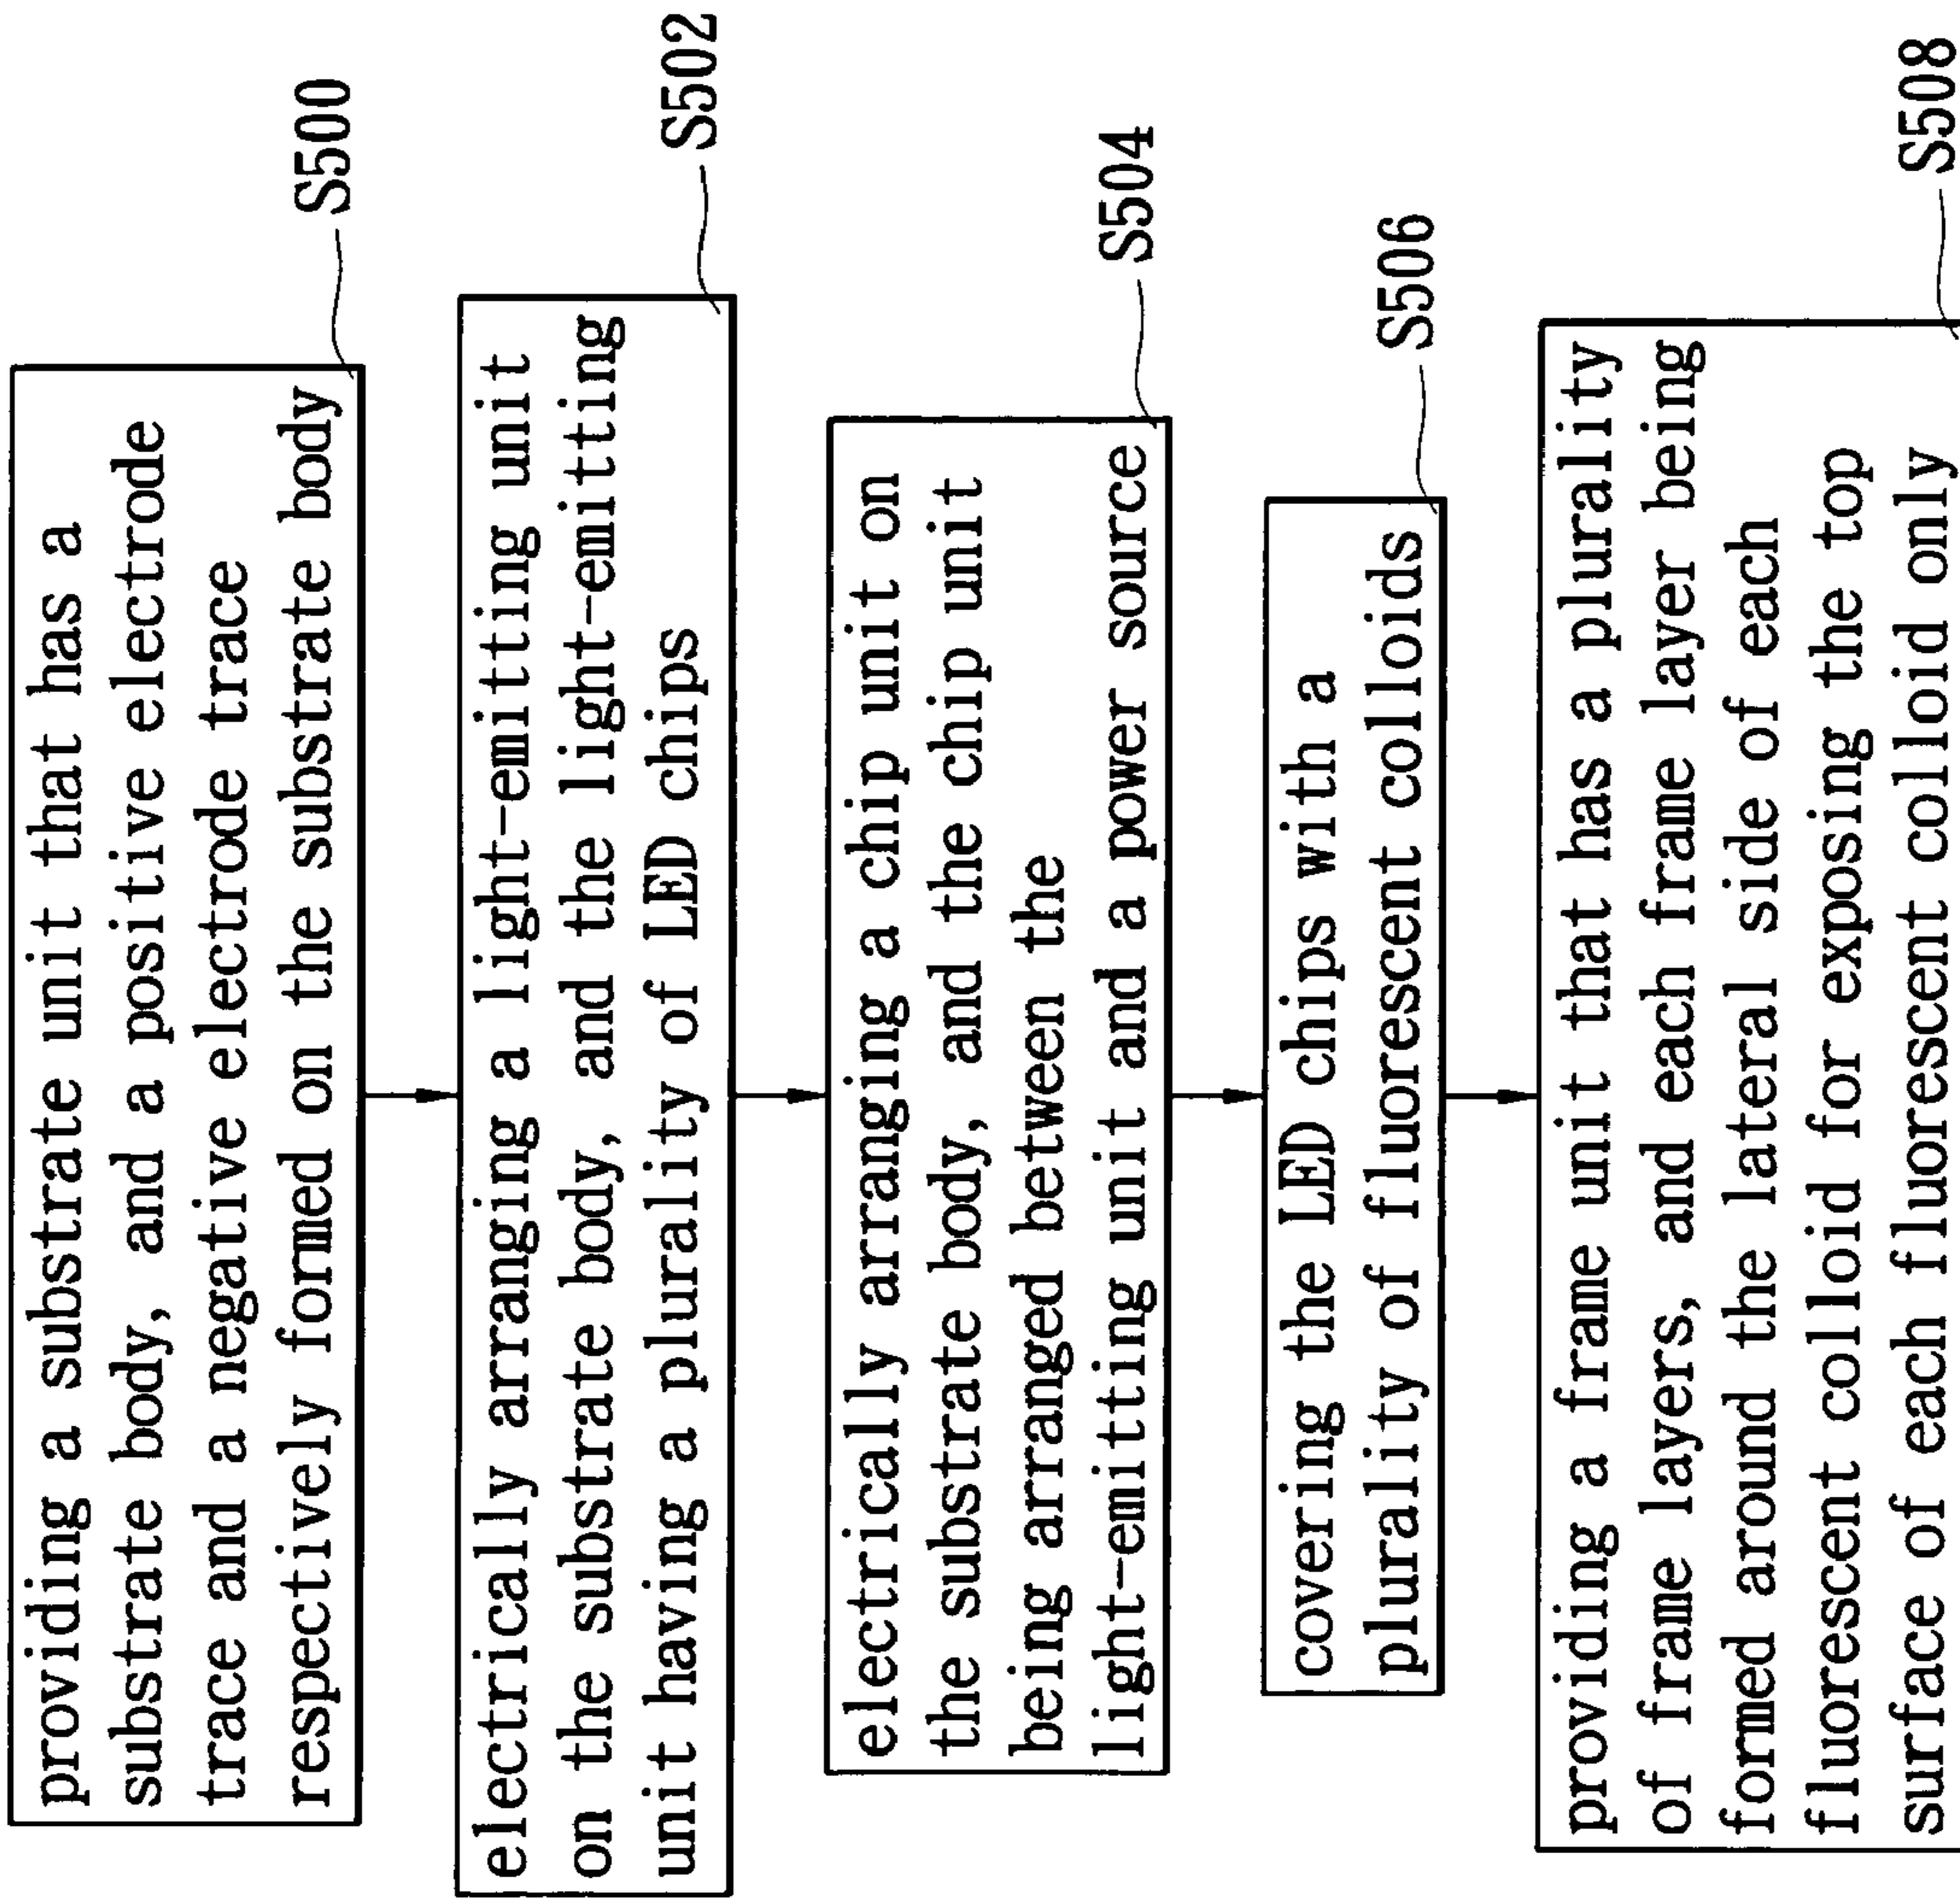 providing a substrate unit that has a
substrate body, and a positive electrode
trace and a negative electrode trace
respectively formed on the substrate body
S500
electrically arranging a light-emitting unit
on the substrate body, and the light-emitting
unit having a plurality of LED chips
S502
electrically arranging a chip unit on
the substrate body, and the chip unit
being arranged between the
light-emitting unit and a power source
S504
covering the LED chips with a
plurality of fluorescent colloids
S506
providing a frame unit that has a plurality
of frame layers, and each frame layer being
formed around the lateral side of each
fluorescent colloid for exposing the top
surface of each fluorescent colloid only
S508